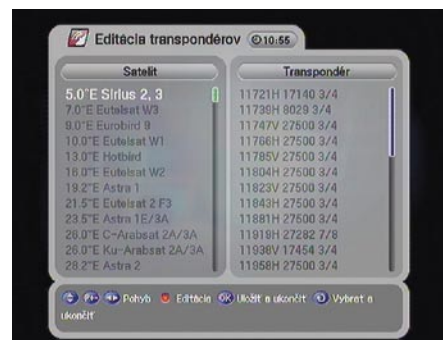 Editácia transpondérov 10:55
Satelit
5.0°E Sirius 2, 3
7.0°E Eutelsat W3
9.0°E Eurobird 9
10.0°E Eutelsat W1
13.0°E Hotbird
16.0°E Eutelsat W2
19.2°E Astra 1
21.5°E Eutelsat 2 F3
23.5°E Astra 1E/3A
26.0°E C-Arabsat 2A/3A
26.0°E Ku-Arabsat 2A/3A
28.2°E Astra 2
Transpondér
11721H 17140 3/4
11739H 8029 3/4
11747V 27500 3/4
11766H 27500 3/4
11785V 27500 3/4
11804H 27500 3/4
11823V 27500 3/4
11843H 27500 3/4
11881H 27500 3/4
11919H 27282 7/8
11938V 17454 3/4
11958H 27500 3/4
Pohyb Editácia OK Uložiť a ukončiť Vybrat a
ukončiť